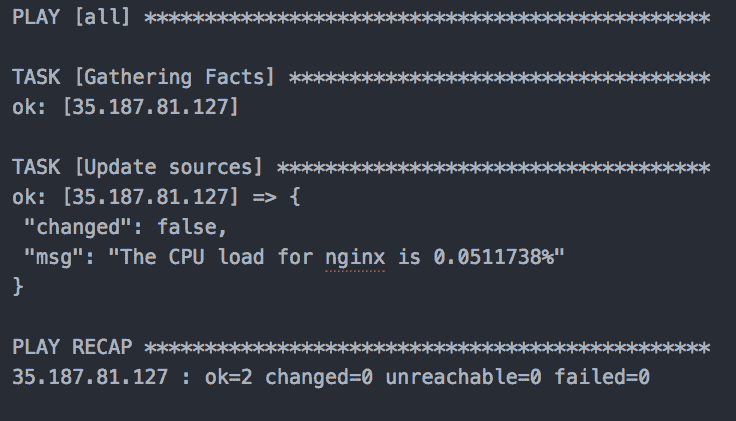 PLAY [all] ***********************************************
TASK [Gathering Facts] ***********************************
ok: [35.187.81.127]
TASK [Update sources] ************************************
ok: [35.187.81.127] => {
"changed": false,
"msg": "The CPU load for nginx is 0.0511738%"
}
PLAY RECAP ***********************************************
35.187.81.127 : ok=2 changed=0 unreachable=0 failed=0